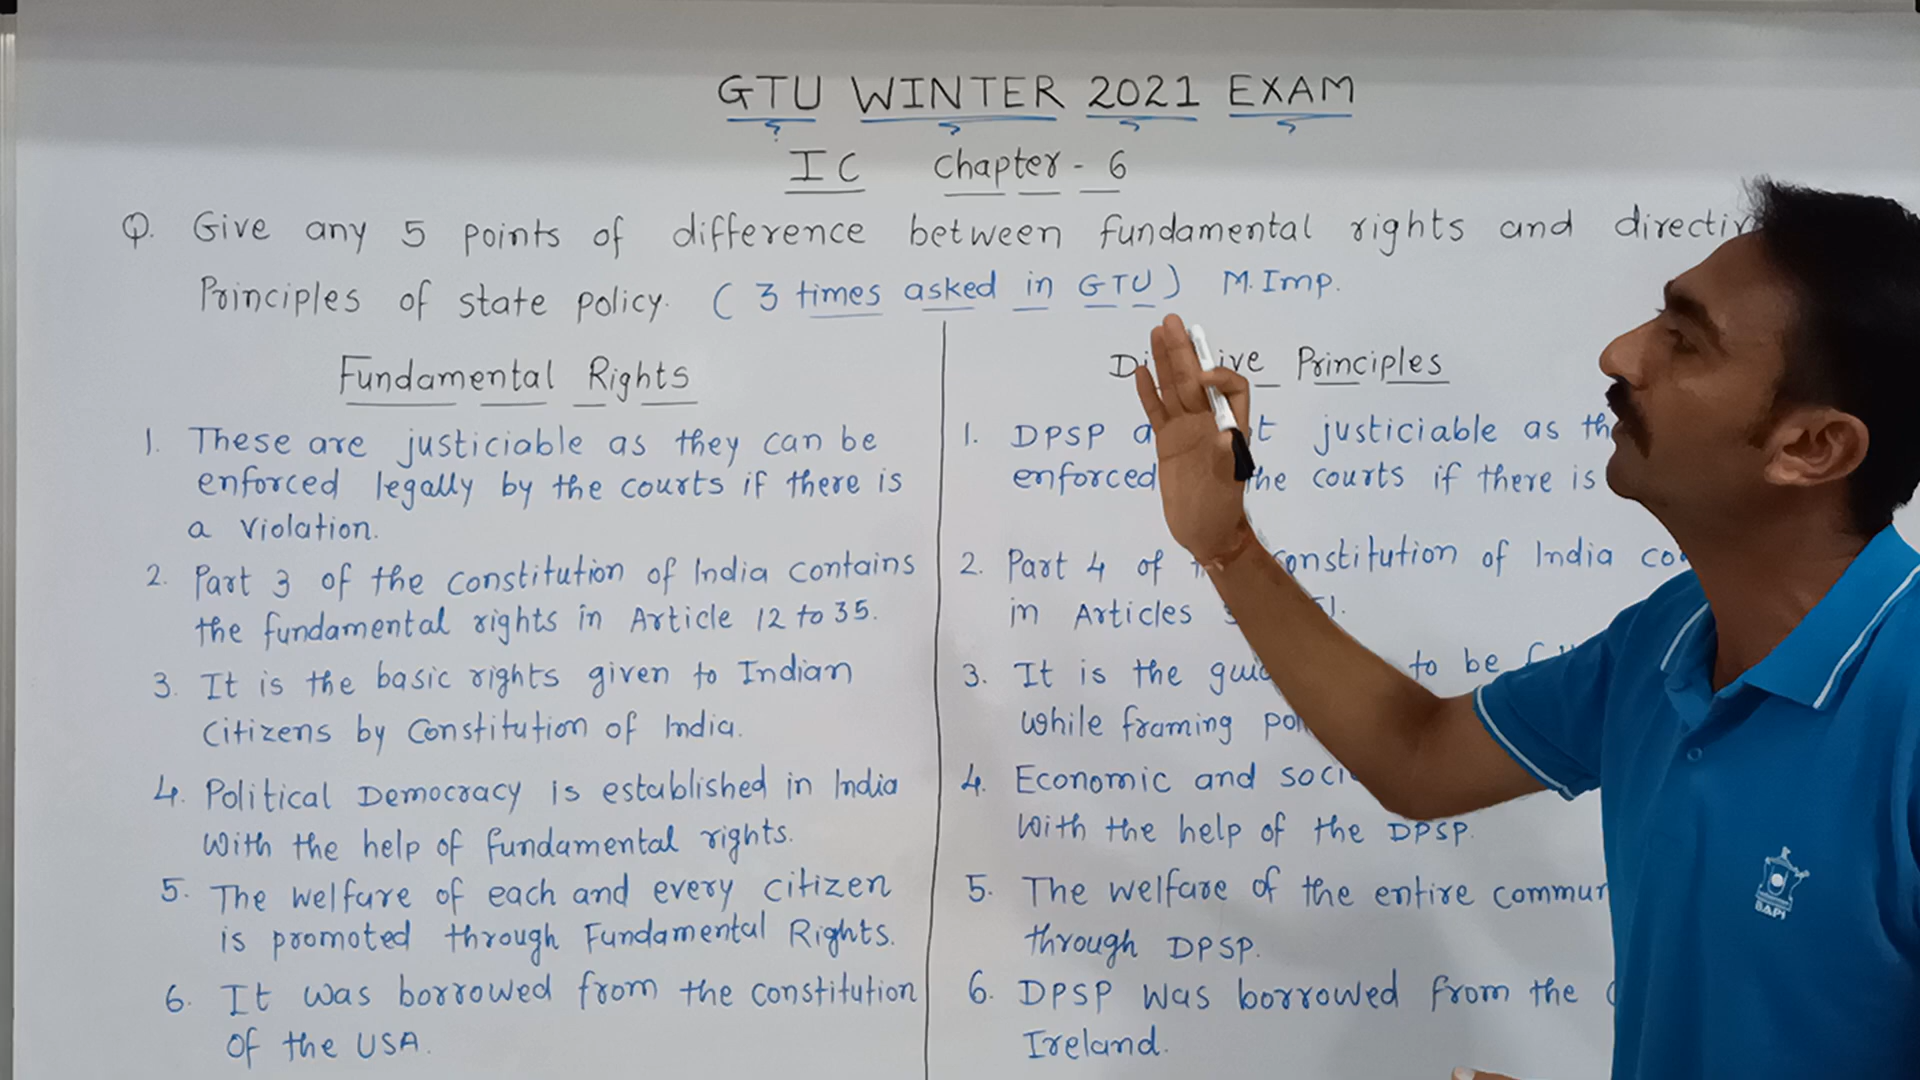 GTU WINTER 2021 EXAM
IC Chapter - 6
Q. Give any 5 points of difference between fundamental rights and
Principles of state policy. (3 times asked in GTU) M.Imp.
Fundamental Rights
1. These are justiciable as they can be
enforced legally by the courts if there is
a violation.
2. Part 3 of the constitution of India contains
the fundamental rights in Article 12 to 35.
3. It is the basic rights given to Indian
Citizens by Constitution of India.
4. Political Democracy is established in India
With the help of fundamental rights.
5. The welfare of each and every citizen
is promoted through Fundamental Rights.
6. It was borrowed from the constitution
of the USA.
Principles
1. DPSP justiciable as
enforced the courts if there is
2. Part 4 of constitution of India
in Articles
3. It is the to be
while framing
4. Economic and
With the help of the DPSP.
5. The welfare of the entire
through DPSP.
6. DPSP was borrowed from the
Ireland.
BAPI